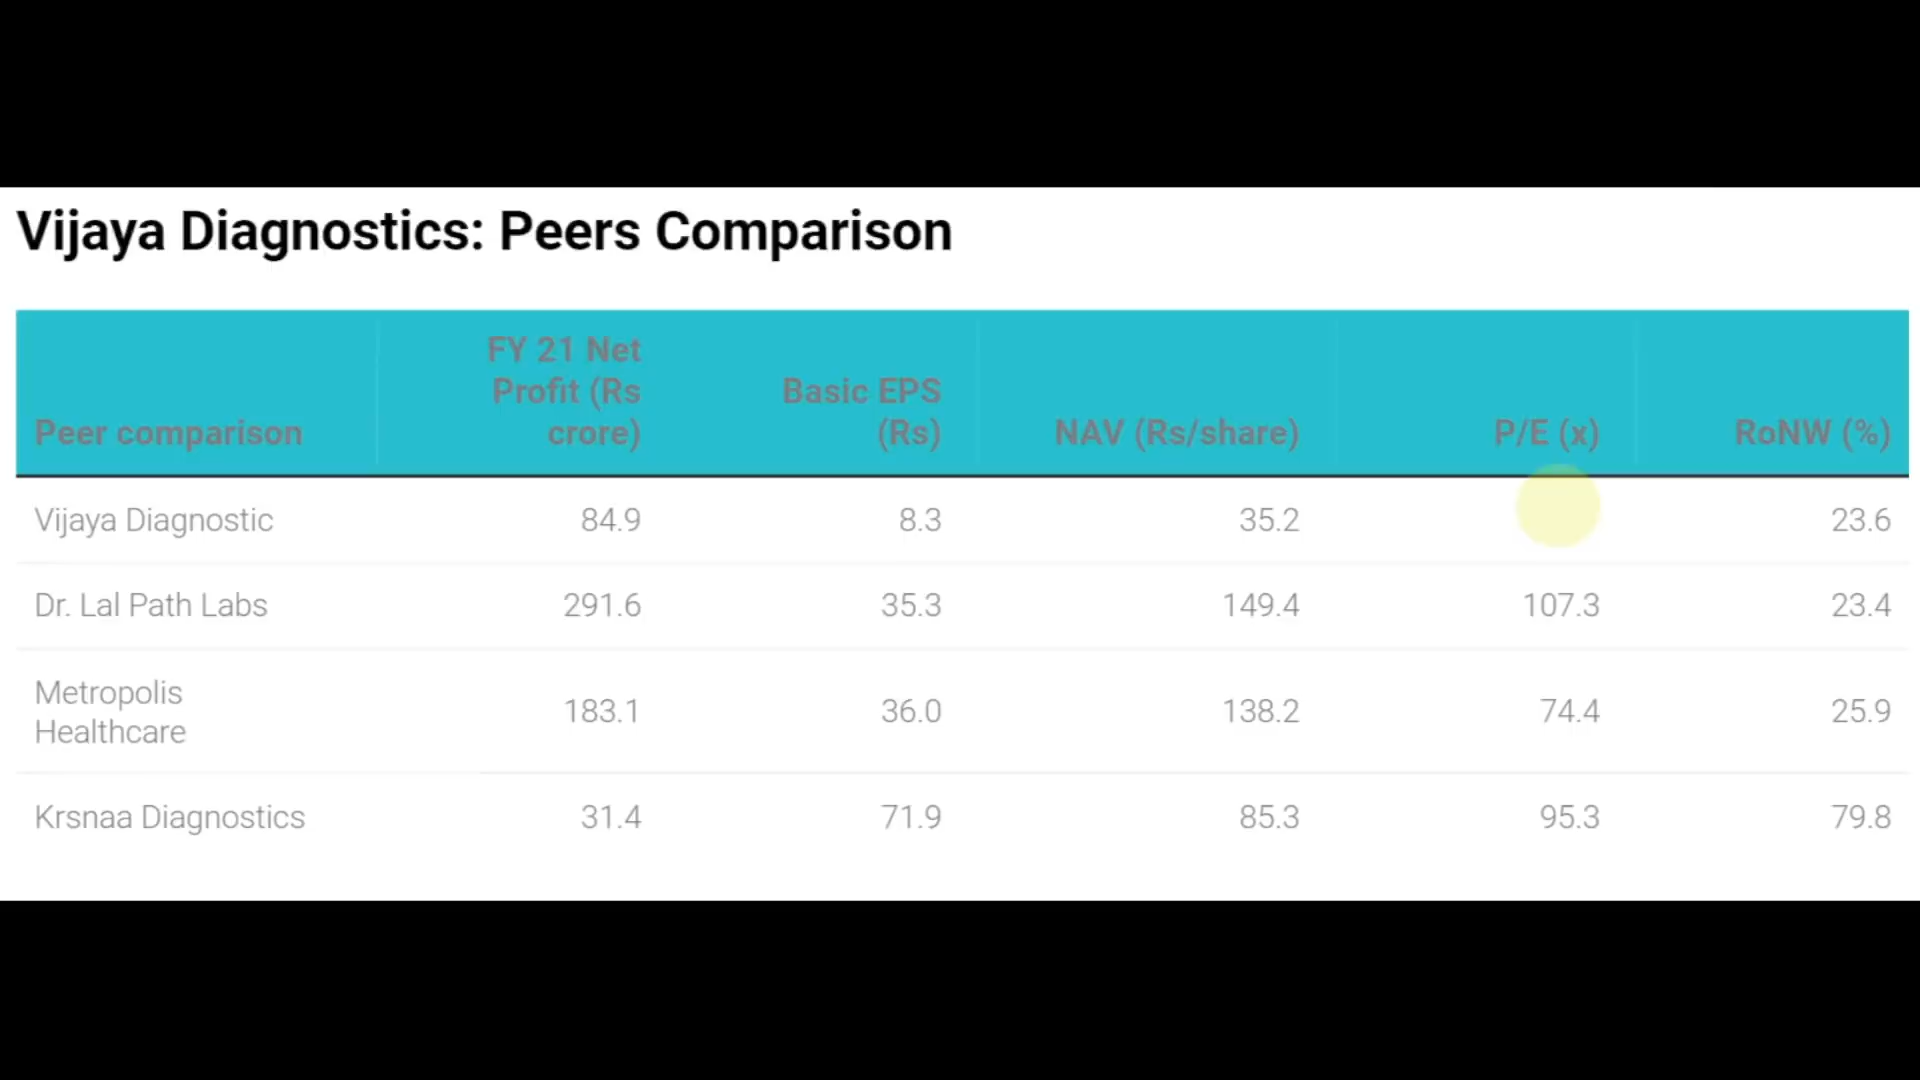 Vijaya Diagnostics: Peers Comparison
FY 21 Net
Profit (Rs
crore)
Basic EPS
(Rs)
Peer comparison NAV (Rs/share) P/E (x) RoNW (%)
Vijaya Diagnostic 84.9 8.3 35.2 23.6
Dr. Lal Path Labs 291.6 35.3 149.4 107.3 23.4
Metropolis
Healthcare 183.1 36.0 138.2 74.4 25.9
Krsnaa Diagnostics 31.4 71.9 85.3 95.3 79.8